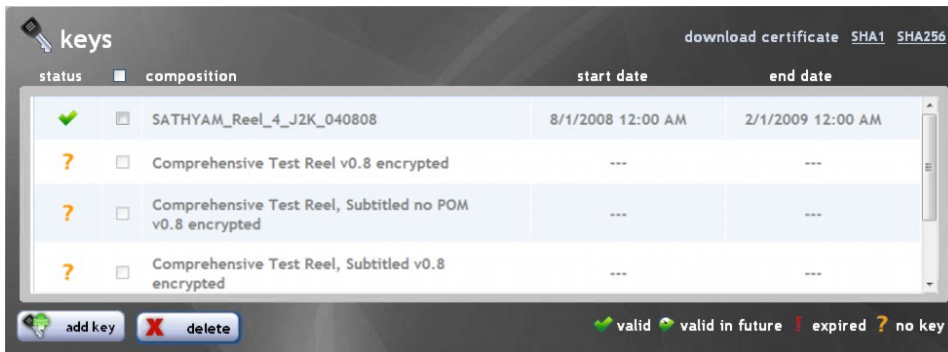 keys
download certificate SHA1 SHA256
status composition start date end date
SATHYAM_Reel_4_J2K_040808 8/1/2008 12:00 AM 2/1/2009 12:00 AM
? Comprehensive Test Reel v0.8 encrypted --- ---
? Comprehensive Test Reel, Subtitled no POM
v0.8 encrypted --- ---
? Comprehensive Test Reel, Subtitled v0.8
encrypted --- ---
add key X delete valid valid in future ! expired ? no key